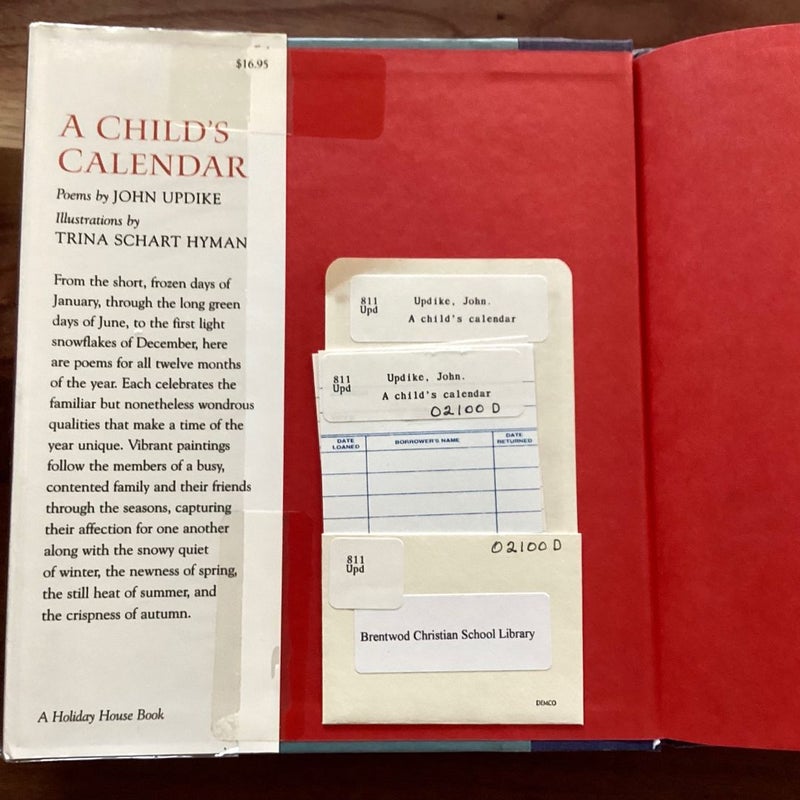 $16.95
A CHILD'S
CALENDAR
Poems by JOHN UPDIKE
Illustrations by
TRINA SCHART HYMAN
From the short, frozen days of
January, through the long green
days of June, to the first light
snowflakes of December, here
are poems for all twelve months
of the year. Each celebrates the
familiar but nonetheless wondrous
qualities that make a time of the
year unique. Vibrant paintings
follow the members of a busy,
contented family and their friends
through the seasons, capturing
their affection for one another
along with the snowy quiet
of winter, the newness of spring,
the still heat of summer, and
the crispness of autumn.
A Holiday House Book
811 Updike, John.
Upd A child's calendar
811 Updike, John.
Upd A child's calendar
02100 D
DATE LOANED BORROWER'S NAME DATE RETURNED
02100 D
811
Upd
Brentwod Christian School Library
DEMCO